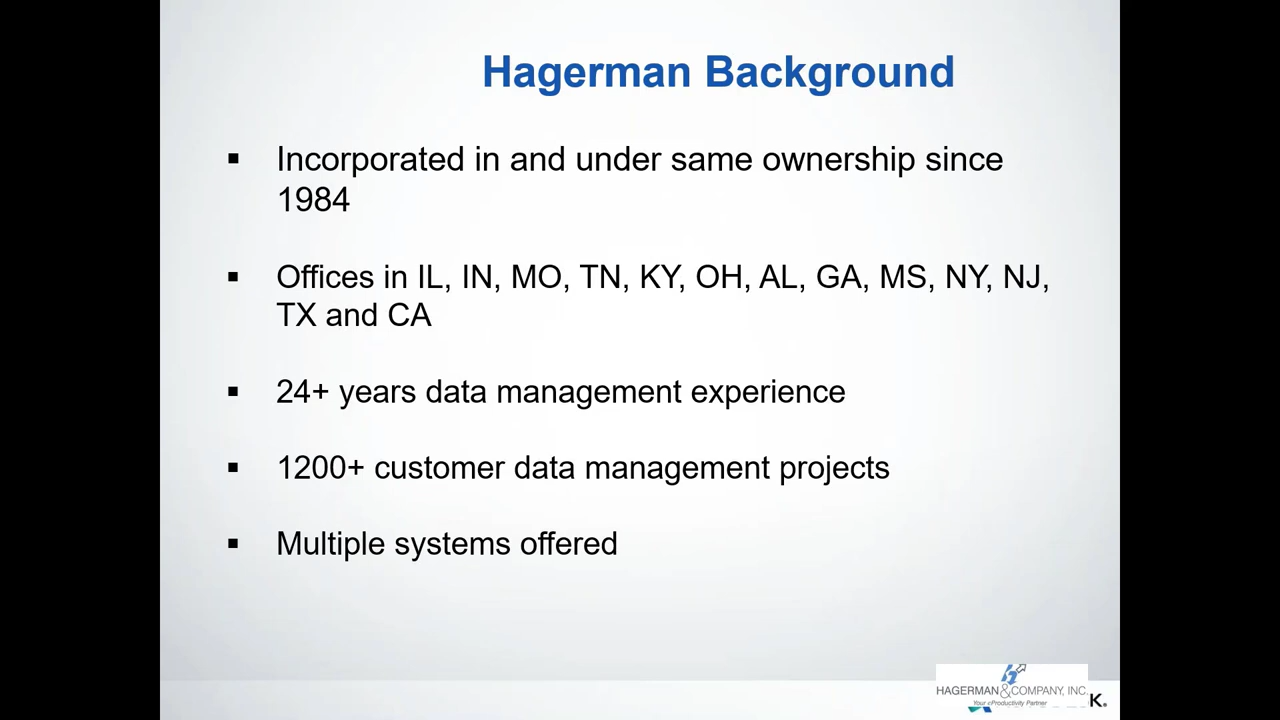 Hagerman Background
▪ Incorporated in and under same ownership since
1984
▪ Offices in IL, IN, MO, TN, KY, OH, AL, GA, MS, NY, NJ,
TX and CA
▪ 24+ years data management experience
▪ 1200+ customer data management projects
▪ Multiple systems offered
HAGERMAN & COMPANY, INC.
Your eProductivity Partner
K.